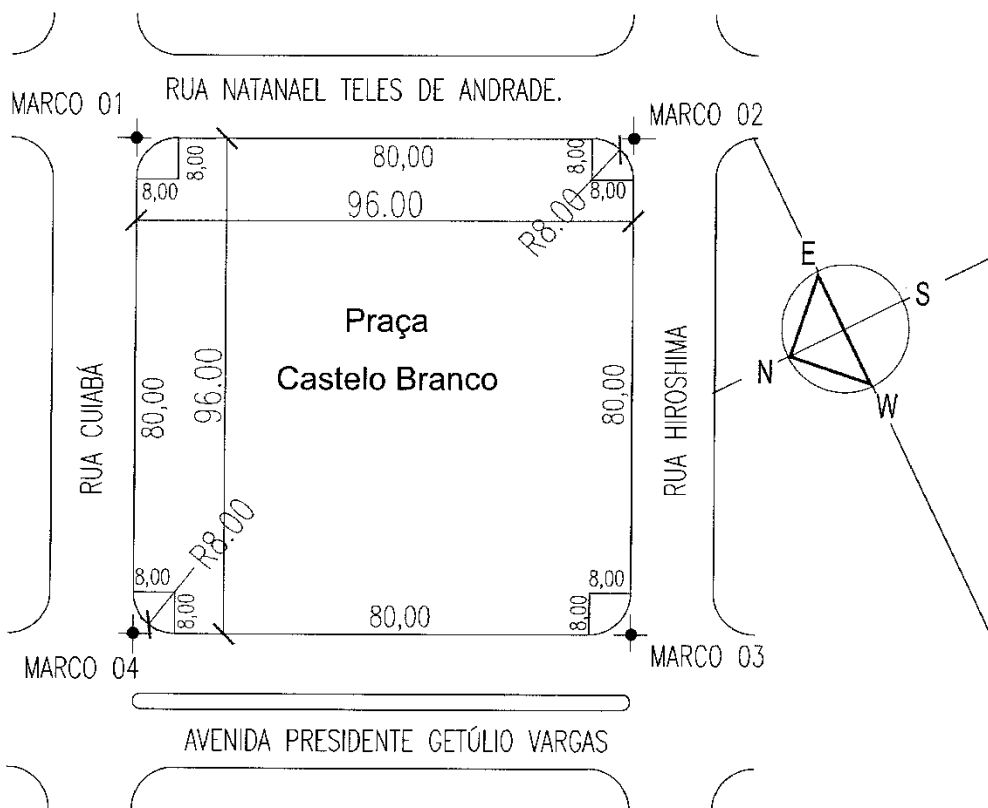 RUA NATANAEL TELES DE ANDRADE.
MARCO 01
MARCO 02
80,00
8,00
8,00
8,00
8,00
96.00
R8.00
E
S
N
W
Praça
Castelo Branco
RUA CUIABÁ
80,00
96.00
80,00
RUA HIROSHIMA
R8.00
8,00
8,00
8,00
8,00
80,00
MARCO 04
MARCO 03
AVENIDA PRESIDENTE GETÚLIO VARGAS